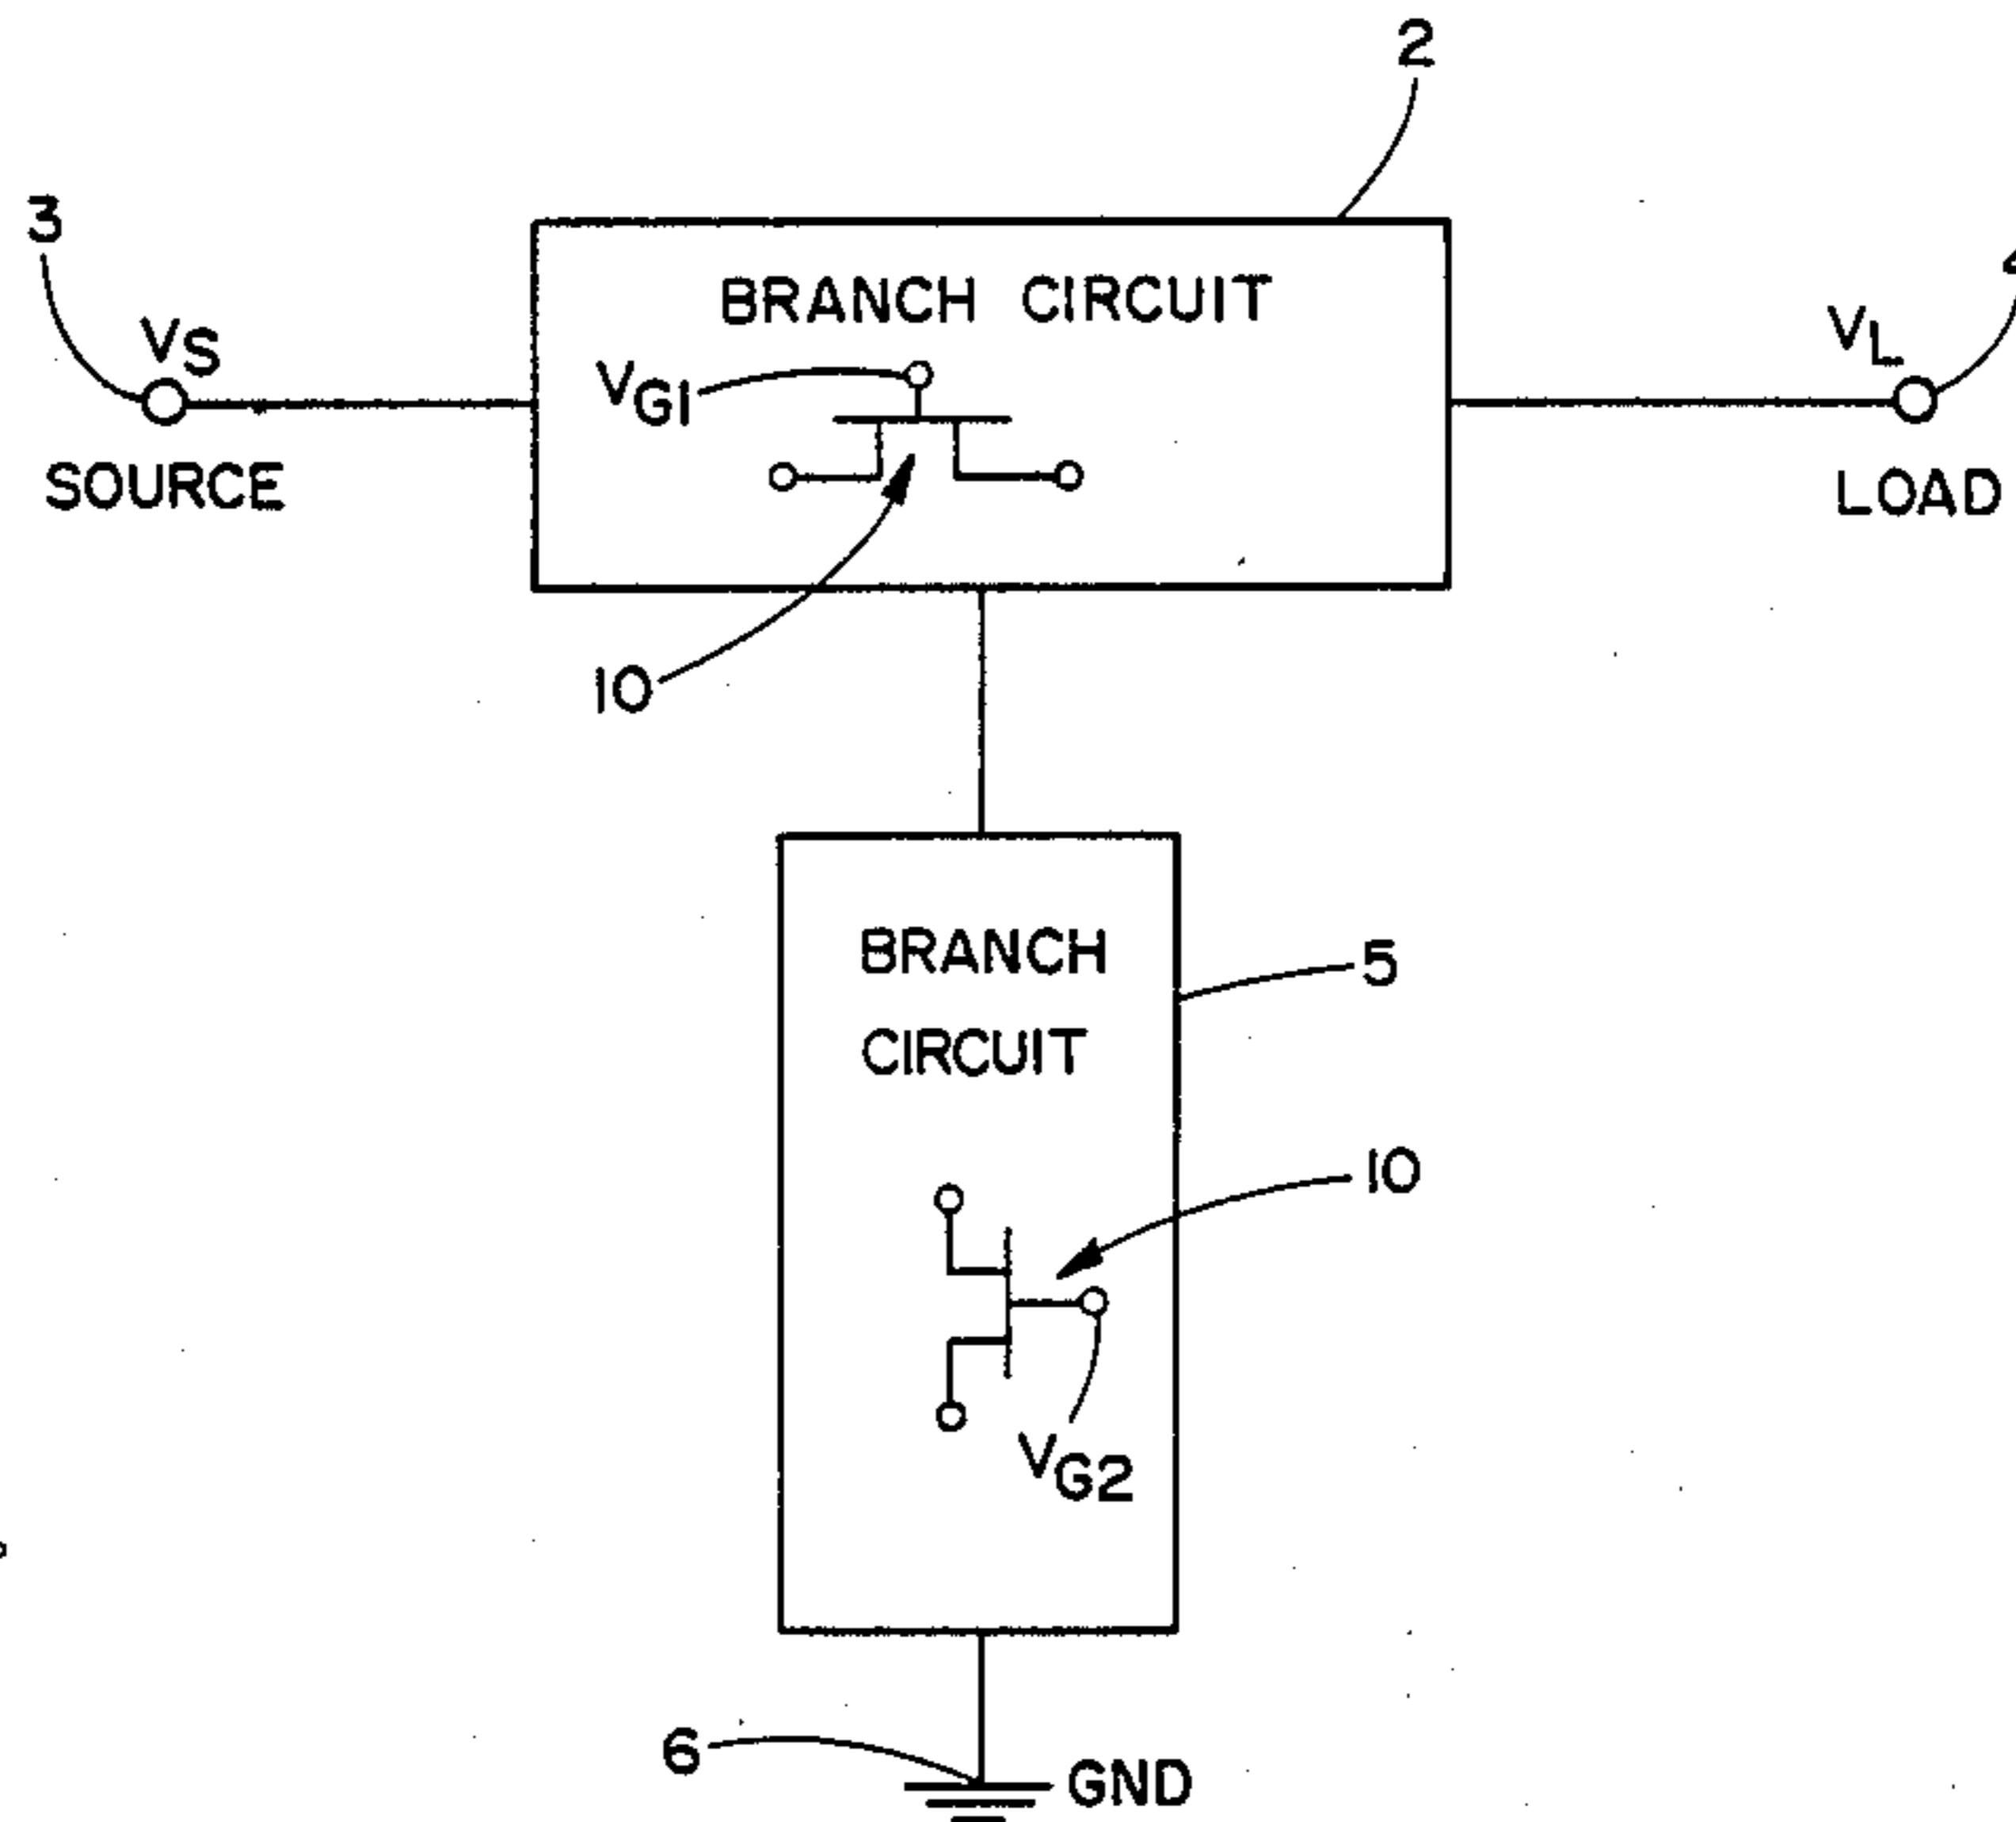 2
3
VS
SOURCE
BRANCH CIRCUIT
VG1
VL
LOAD
10
BRANCH
CIRCUIT
5
10
VG2
6
GND